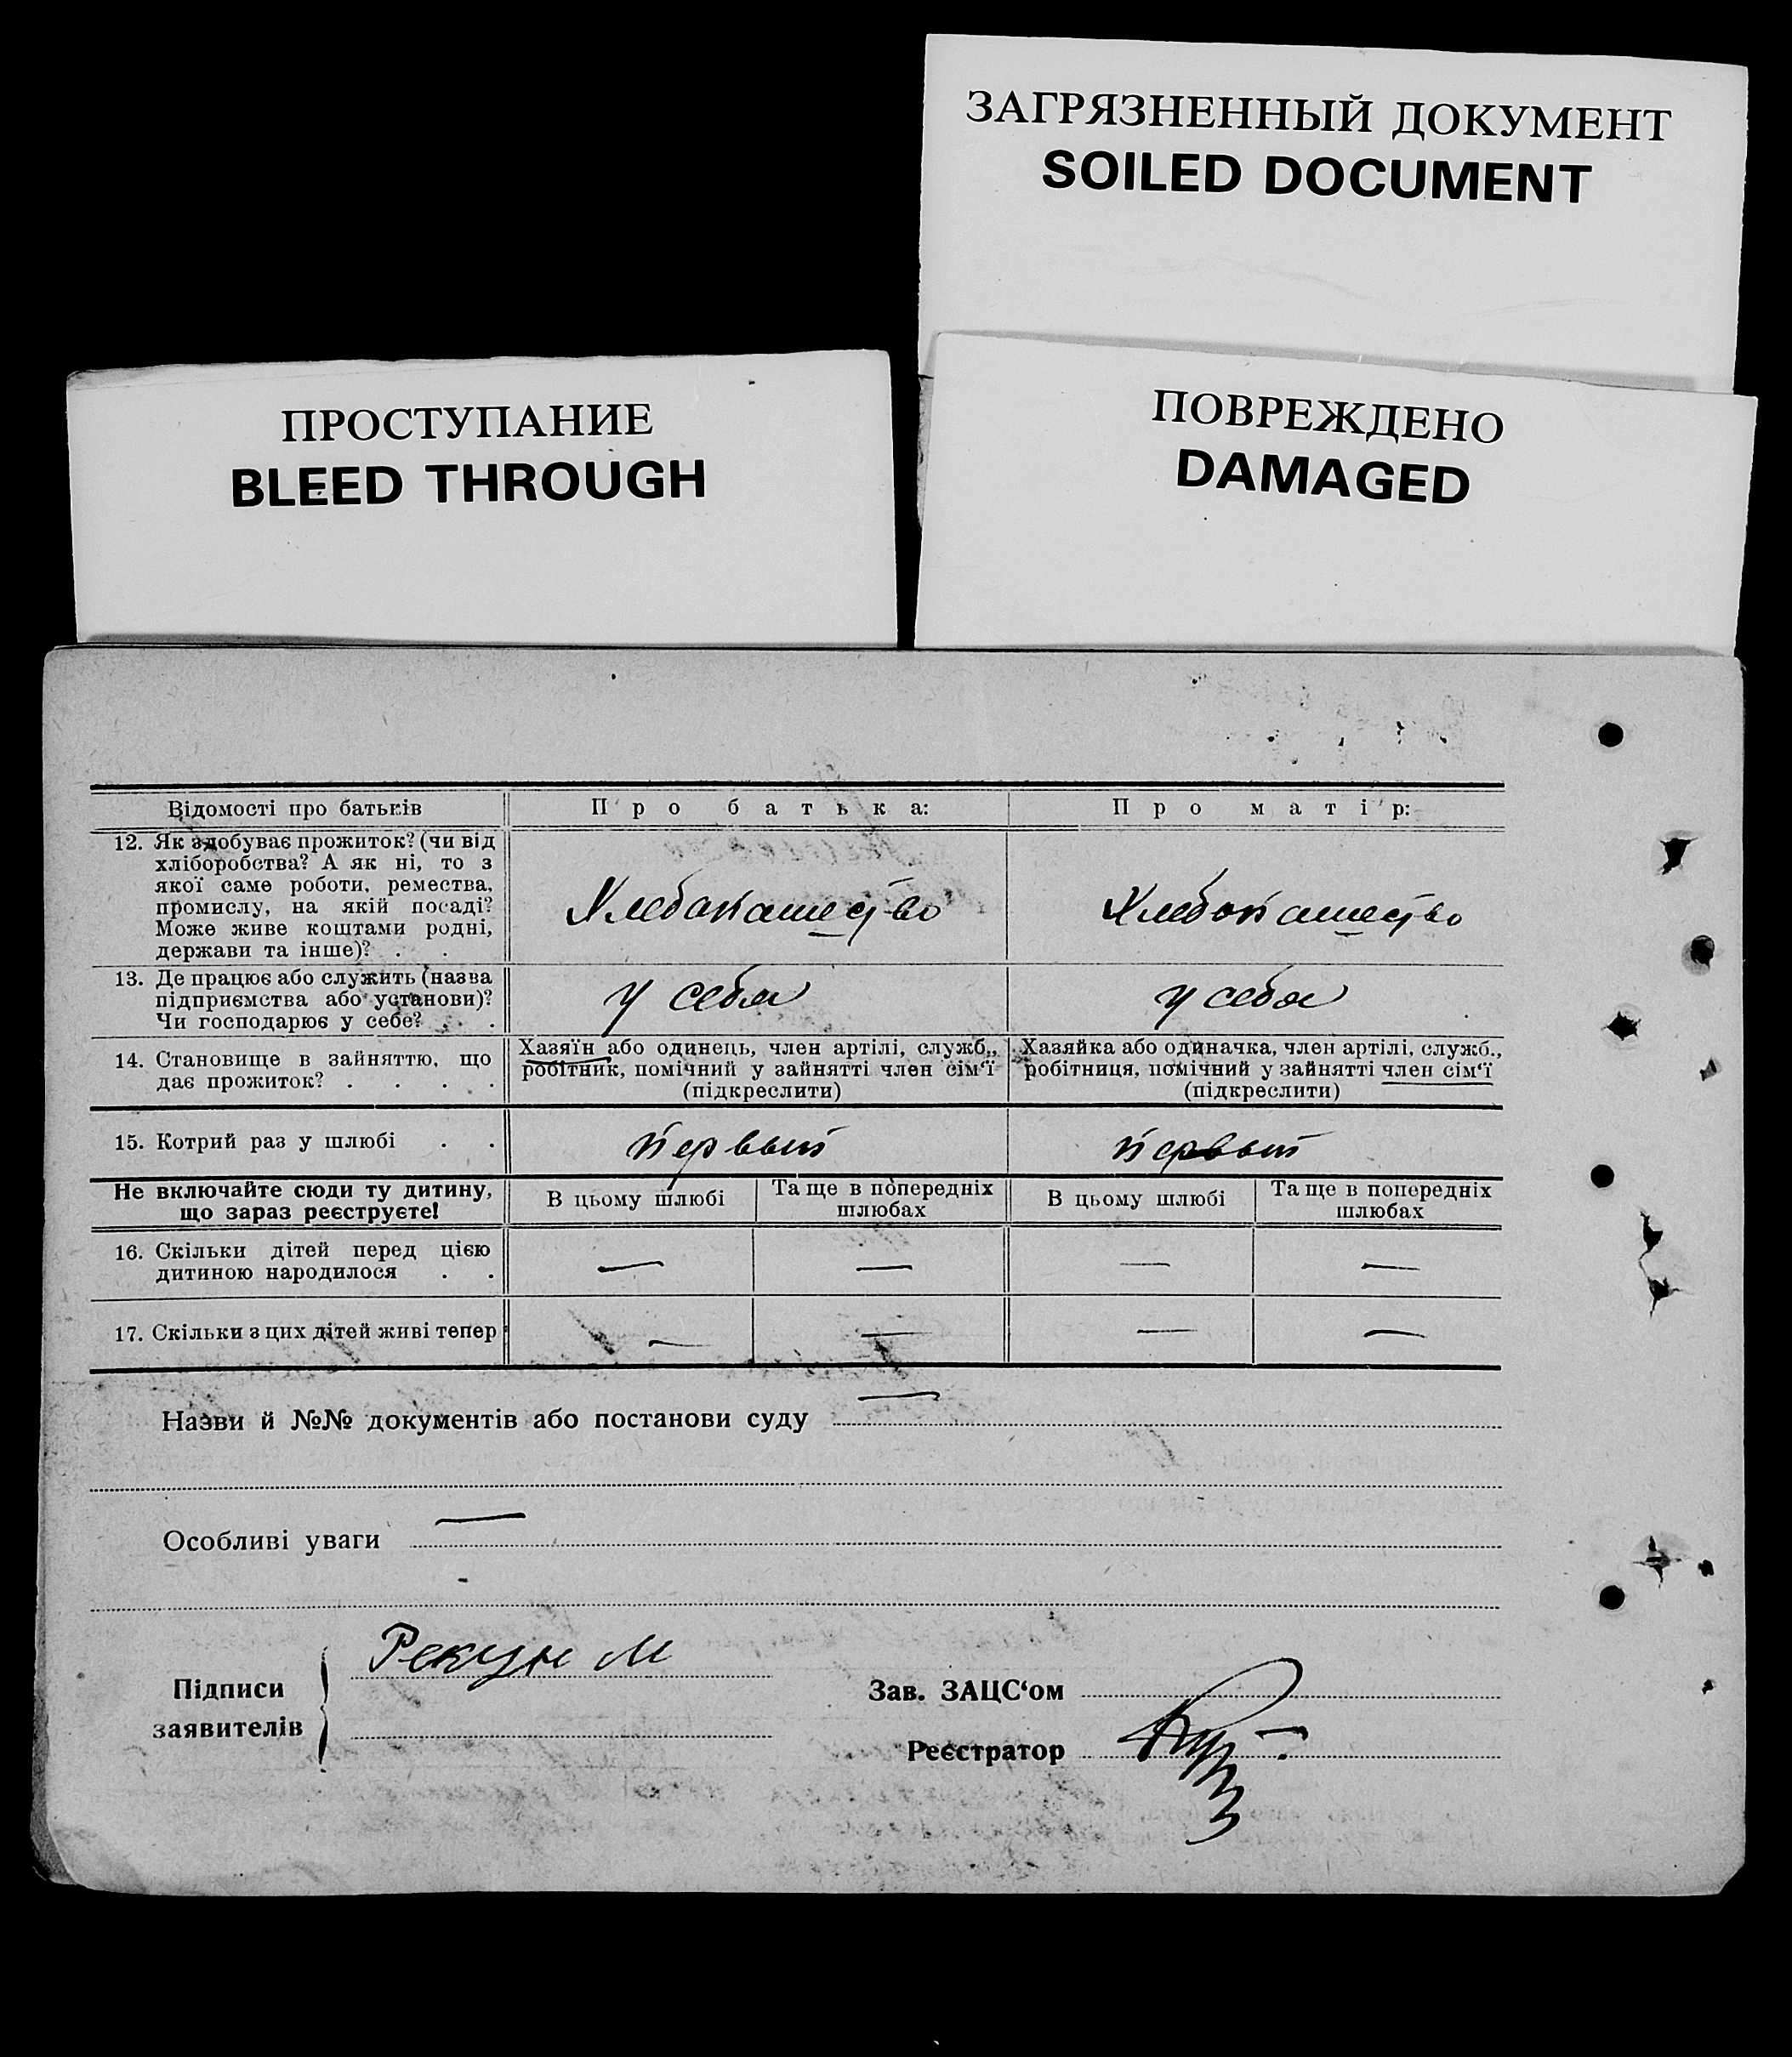 ЗАГРЯЗНЕННЫЙ ДОКУМЕНТ
SOILED DOCUMENT
ПРОСТУПАНИЕ
BLEED THROUGH
ПОВРЕЖДЕНО
DAMAGED
Відомості про батьків
Про батька:
Про матір:
12. Як здобуває прожиток? (чи від
хліборобства? А як ні, то з
якої саме роботи, ремества,
промислу, на якій посаді?
Може живе коштами родні,
держави та інше)? . . .
Хлебопашество
Хлебопашество
13. Де працює або служить (назва
підприємства або установи)?
Чи господарює у себе? . .
у себя
у себя
14. Становище в зайняттю, що
дає прожиток? . . . .
Хазяїн або одинець, член артілі, служб.,
робітник, помічний у зайнятті член сім'ї
(підкреслити)
Хазяйка або одиначка, член артілі, служб.,
робітниця, помічний у зайнятті член сім'ї
(підкреслити)
15. Котрий раз у шлюбі . .
первый
первый
Не включайте сюди ту дитину,
що зараз реєструєте!
В цьому шлюбі
Та ще в попередніх
шлюбах
В цьому шлюбі
Та ще в попередніх
шлюбах
16. Скільки дітей перед цією
дитиною народилося . .
— — — —
17. Скільки з цих дітей живі тепер
— — — —
Назви й №№ документів або постанови суду —
Особливі уваги —
Підписи
заявителів
Рекун М
Зав. ЗАЦС'ом
Реєстратор